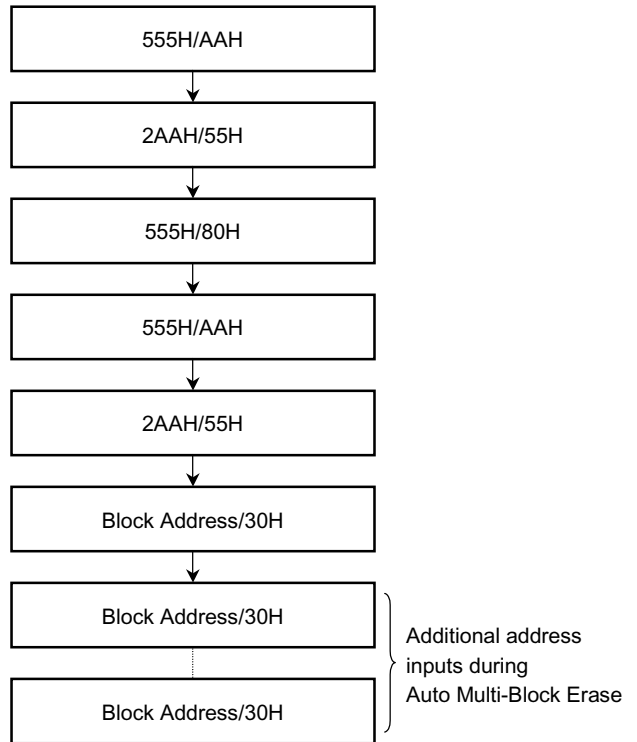 555H/AAH
2AAH/55H
555H/80H
555H/AAH
2AAH/55H
Block Address/30H
Block Address/30H
Block Address/30H
Additional address
inputs during
Auto Multi-Block Erase